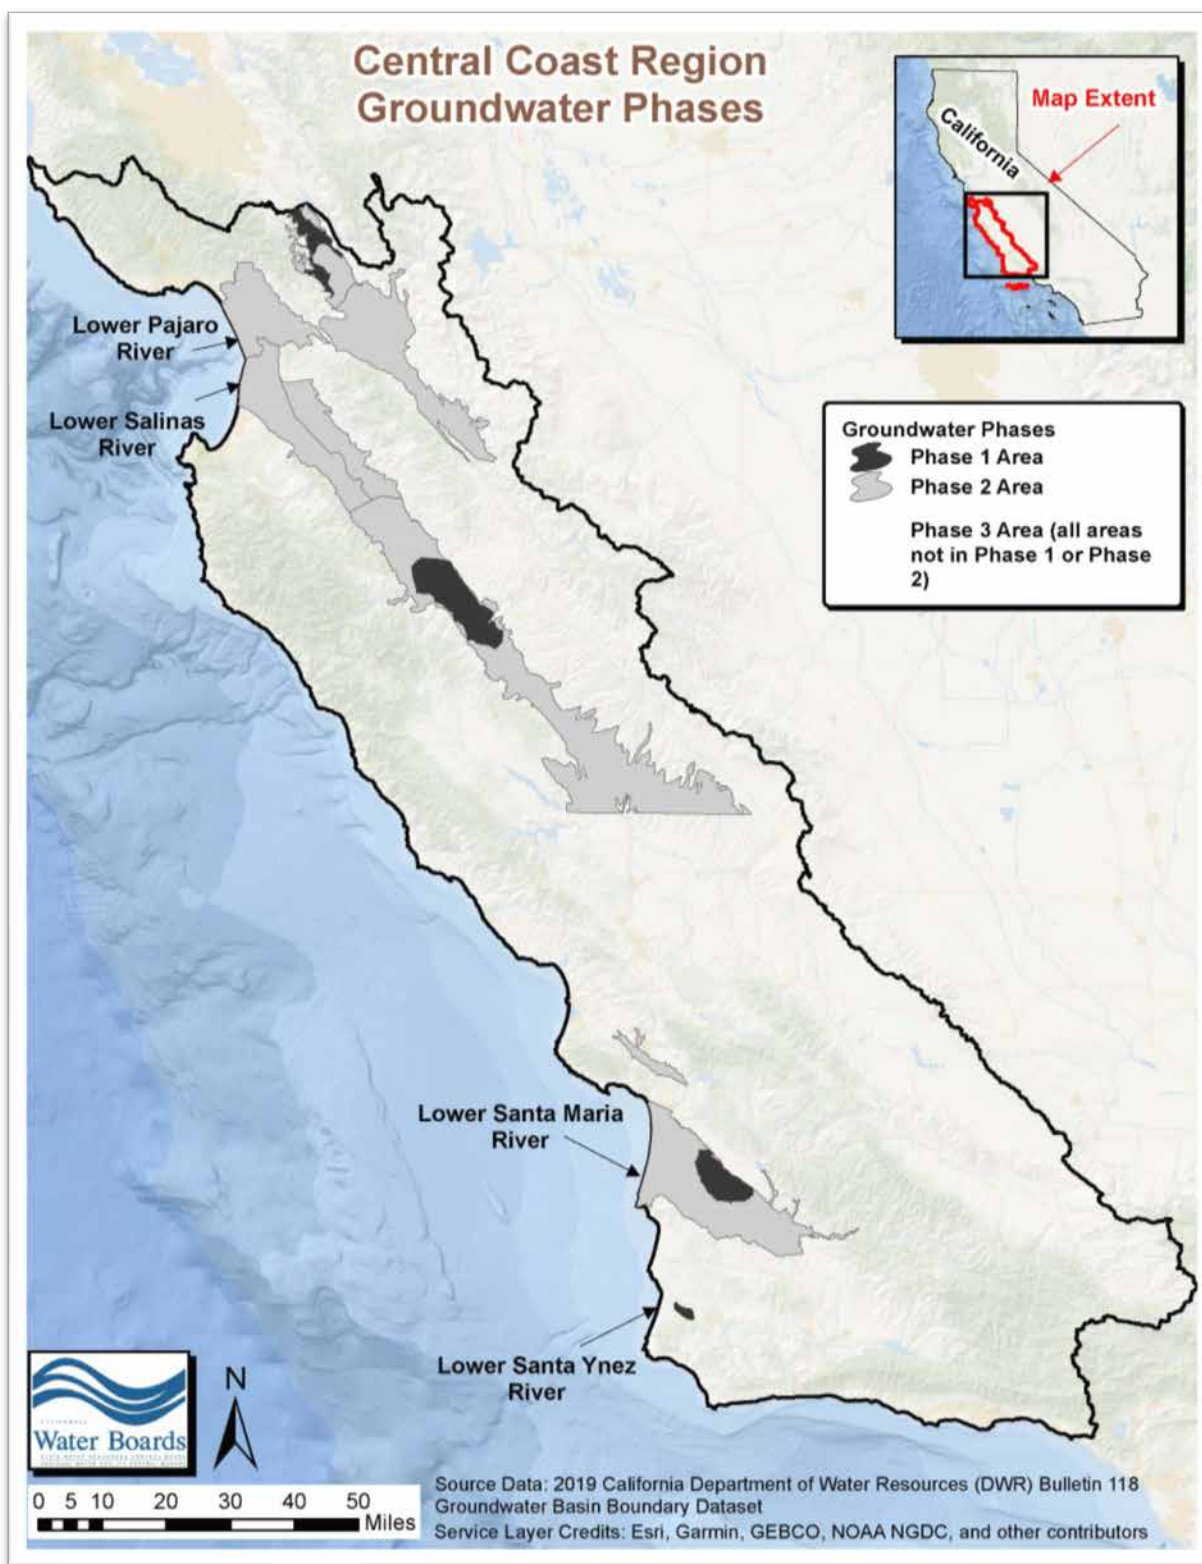 Central Coast Region
Groundwater Phases
California
Map Extent
Lower Pajaro
River
Lower Salinas
River
Groundwater Phases
Phase 1 Area
Phase 2 Area
Phase 3 Area (all areas
not in Phase 1 or Phase
2)
Lower Santa Maria
River
Lower Santa Ynez
River
N
Water Boards
0 5 10 20 30 40 50
Miles
Source Data: 2019 California Department of Water Resources (DWR) Bulletin 118
Groundwater Basin Boundary Dataset
Service Layer Credits: Esri, Garmin, GEBCO, NOAA NGDC, and other contributors